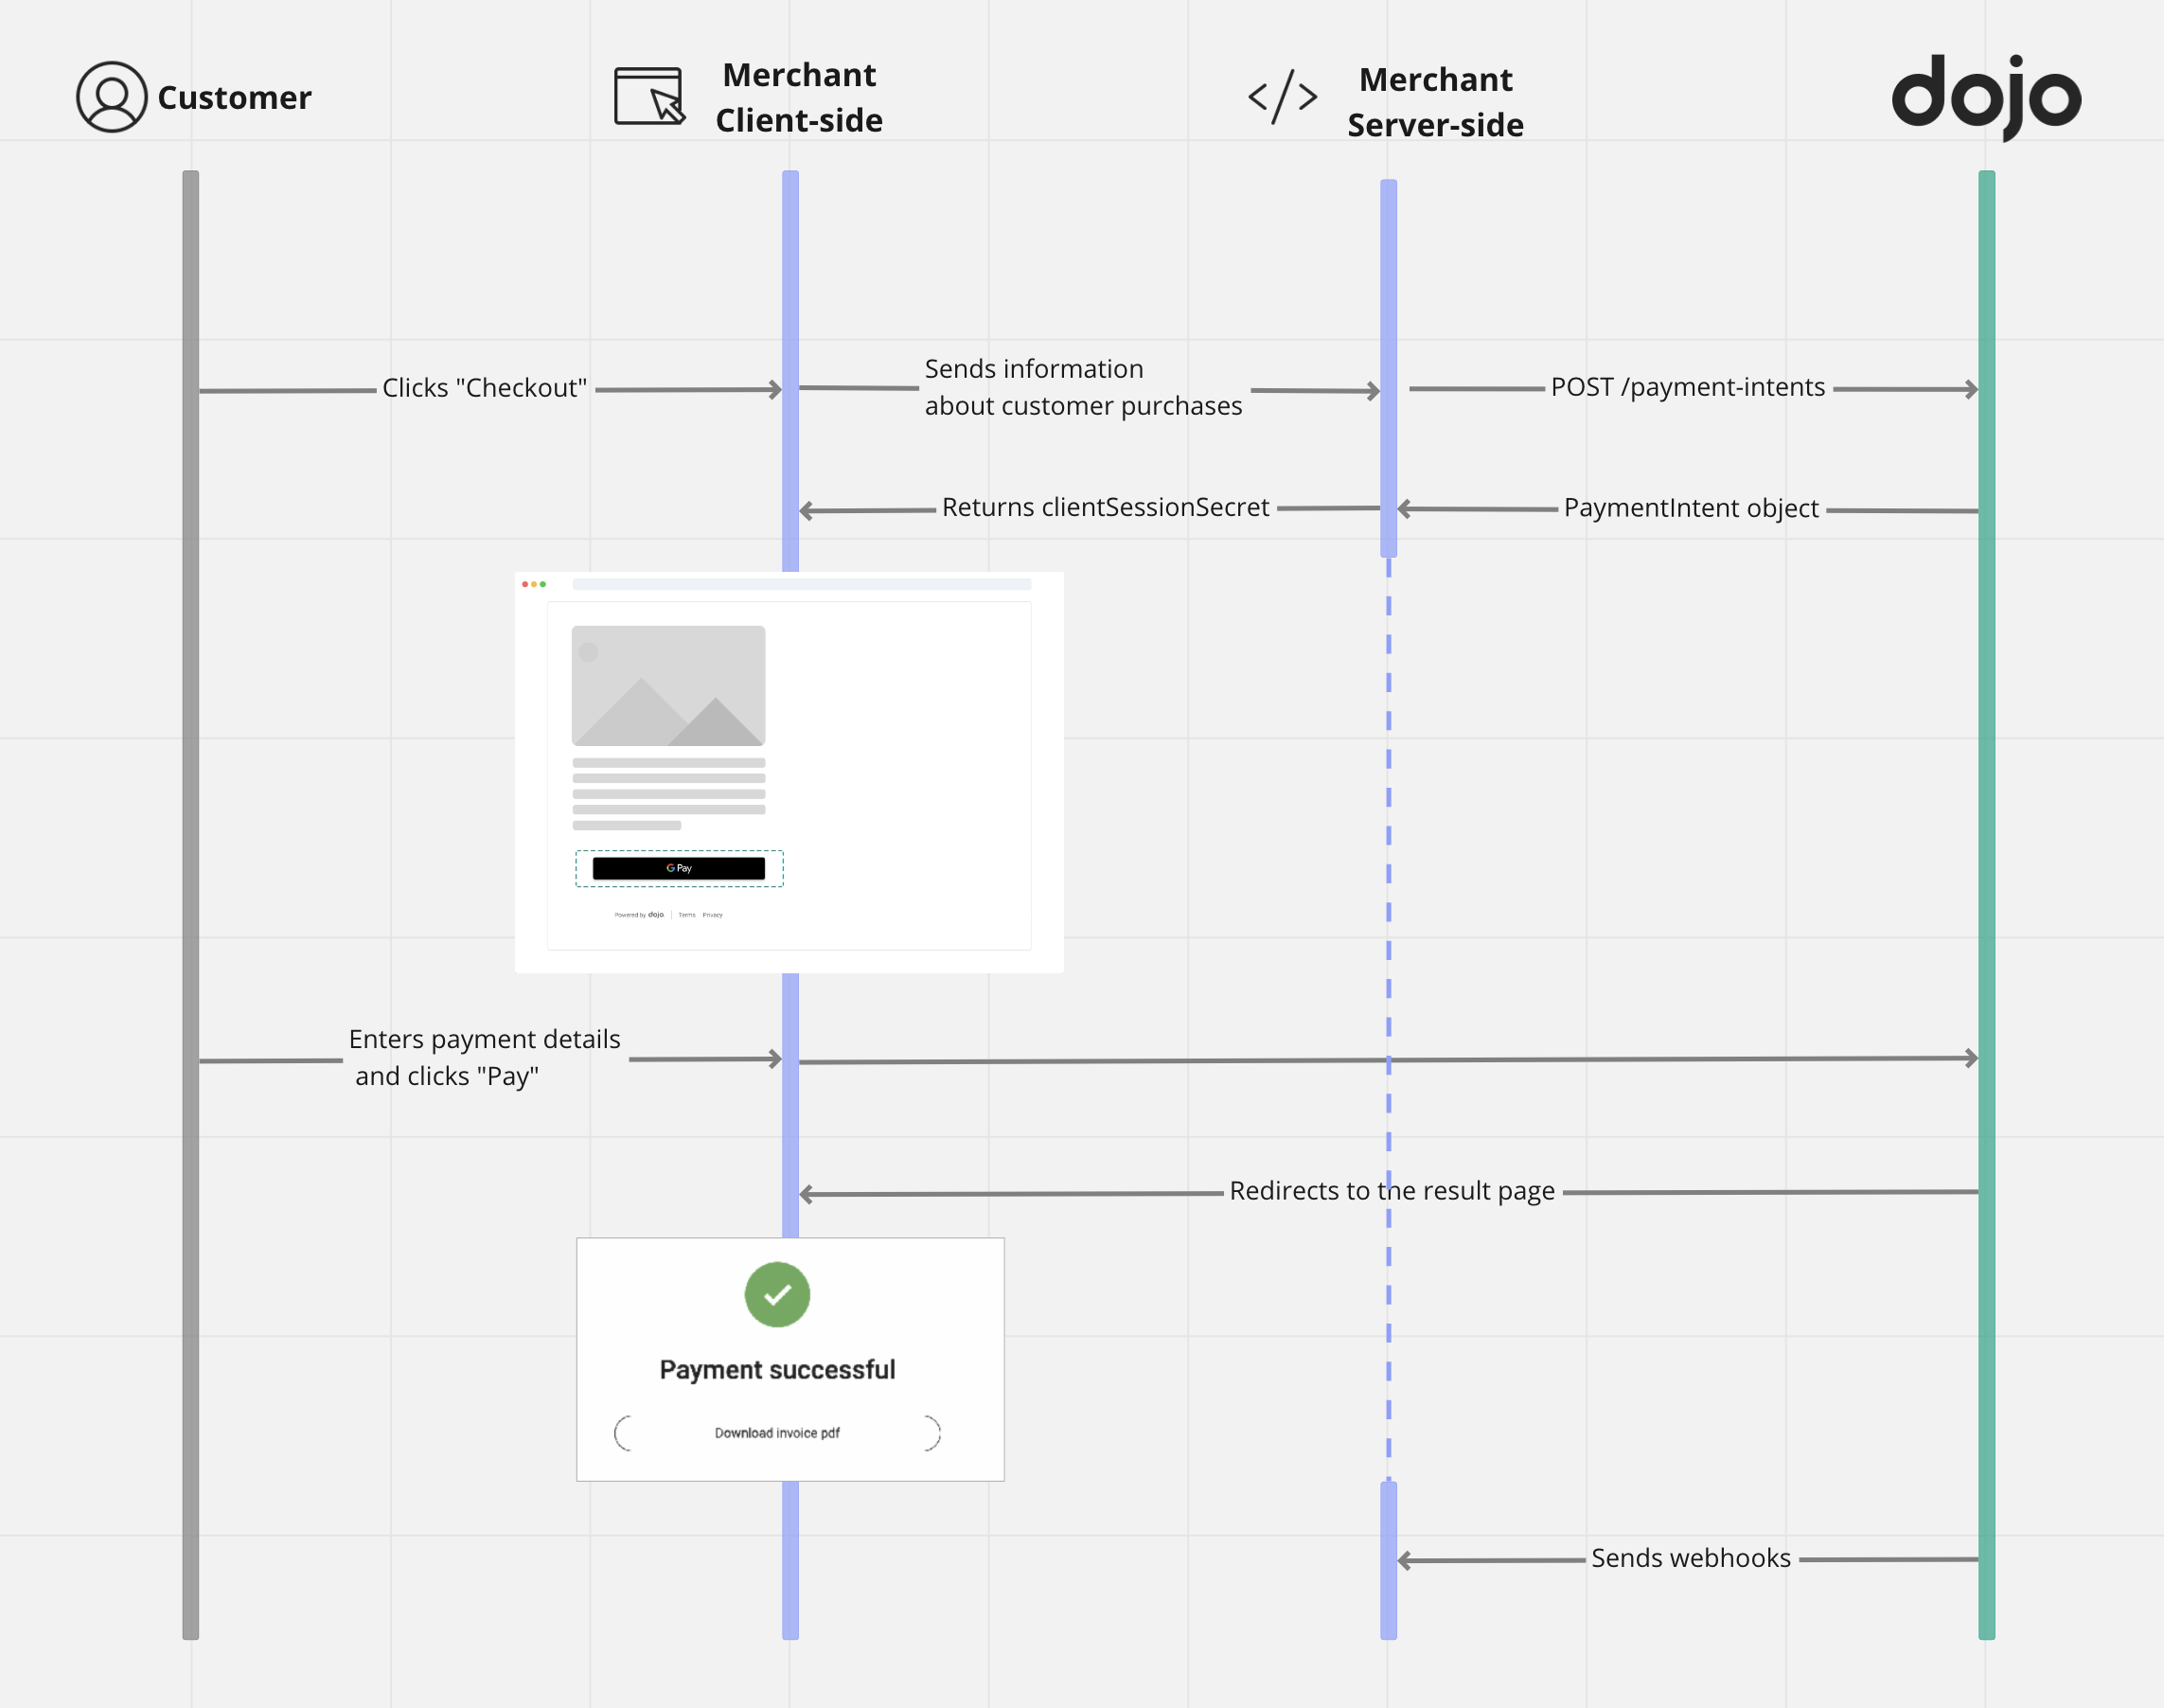 Customer
Merchant
Client-side
Merchant
Server-side
dojo
Clicks "Checkout"
Sends information
about customer purchases
POST /payment-intents
Returns clientSessionSecret
PaymentIntent object
G Pay
Powered by dojo | Terms Privacy
Enters payment details
and clicks "Pay"
Redirects to the result page
Payment successful
Download invoice pdf
Sends webhooks